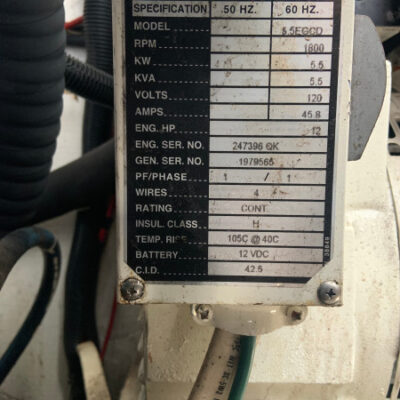 SPECIFICATION 50 HZ. 60 HZ.
MODEL 5.5EGCD
RPM 1800
KW 5.5
KVA 5.5
VOLTS 120
AMPS 45.8
ENG. HP 12
ENG. SER. NO. 247396 QK
GEN. SER. NO. 1979565
PF/PHASE 1 / 1
WIRES 4
RATING CONT.
INSUL. CLASS H
TEMP. RISE 105C @ 40C
BATTERY 12 VDC
C.I.D. 42.5